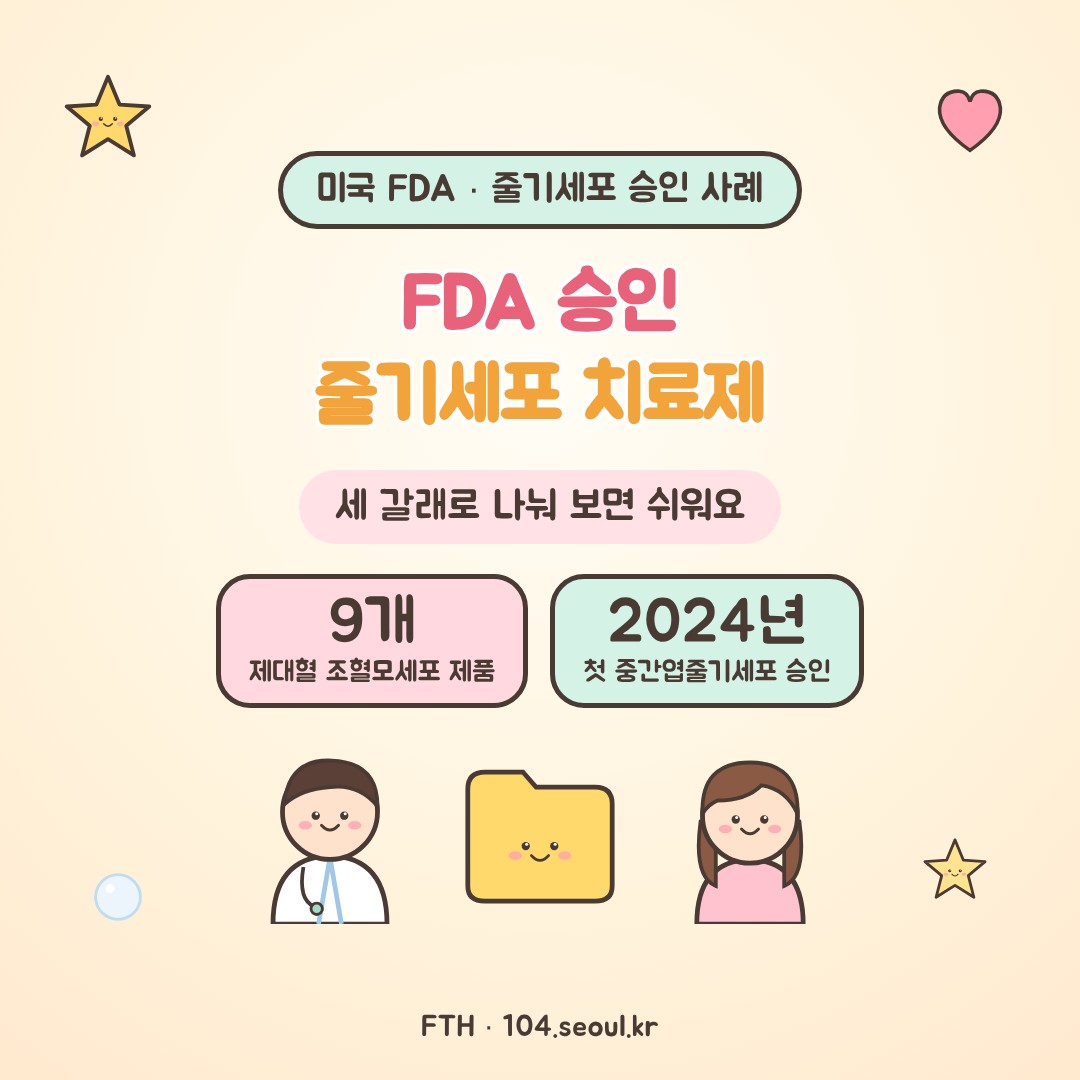 미국 FDA · 줄기세포 승인 사례
FDA 승인
줄기세포 치료제
세 갈래로 나눠 보면 쉬워요
9개
제대혈 조혈모세포 제품
2024년
첫 중간엽줄기세포 승인
FTH · 104.seoul.kr